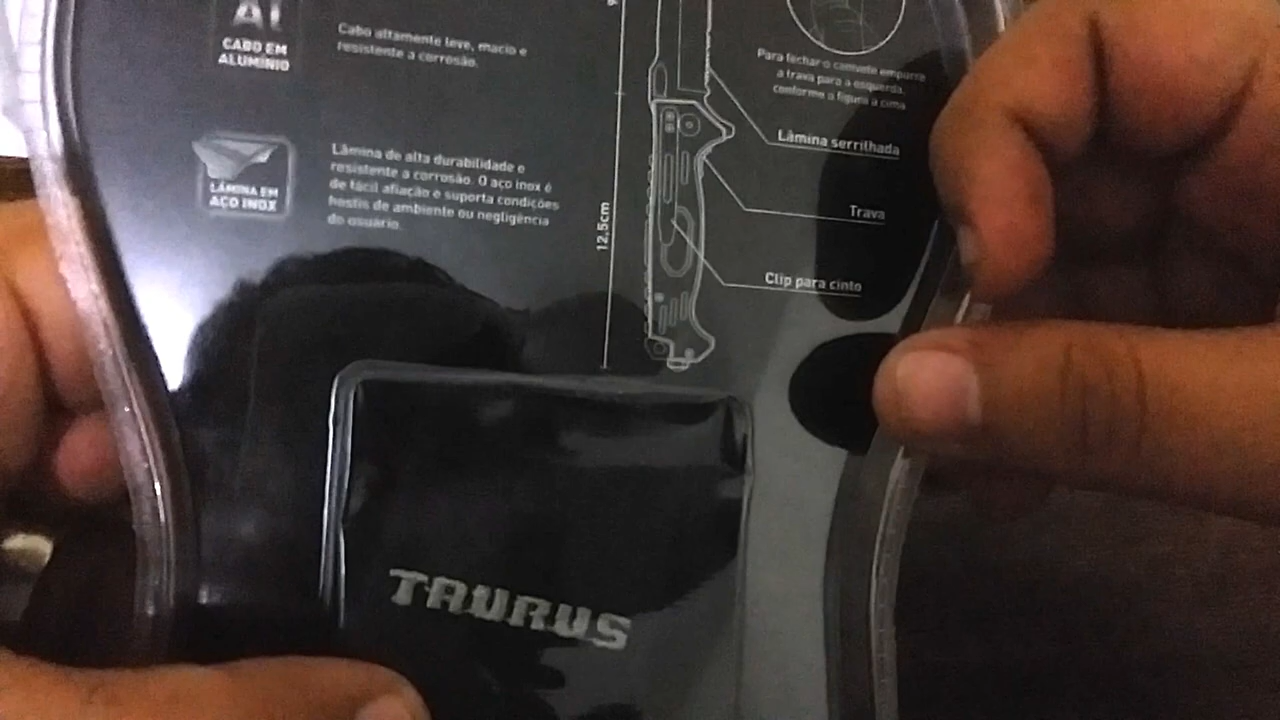 Al
CABO EM
ALUMÍNIO
Cabo altamente leve, macio e
resistente a corrosão.
LÂMINA EM
AÇO INOX
Lâmina de alta durabilidade e
resistente a corrosão. O aço inox é
de fácil afiação e suporta condições
hostis de ambiente ou negligência
do usuário.
12,5cm
Para fechar o canivete empurre
a trava para a esquerda,
conforme a figura a cima
Lâmina serrilhada
Trava
Clip para cinto
TAURUS